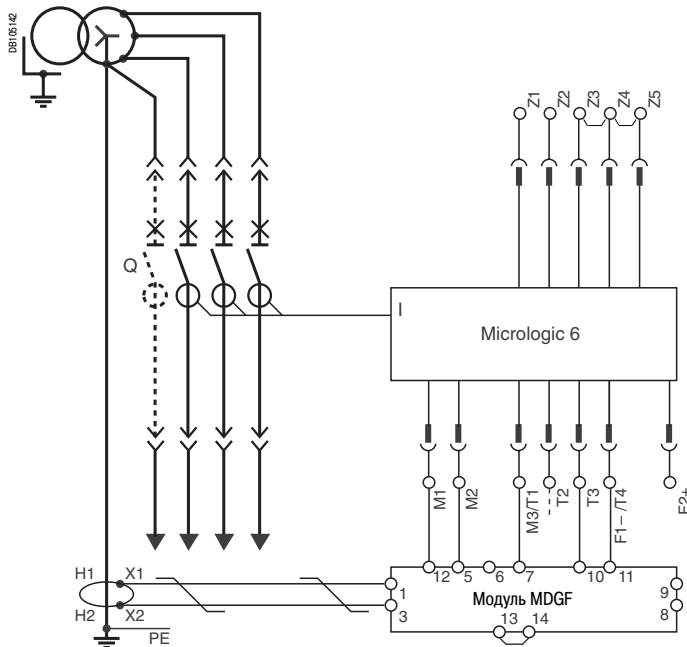 DB105142
Z1
Z2
Z3
Z4
Z5
Q
I
Micrologic 6
M1
M2
M3/T1
T2
T3
F1– /T4
F2+
H1
X1
1
12
5
6
7
10
11
9
Модуль MDGF
H2
X2
3
13
14
8
PE